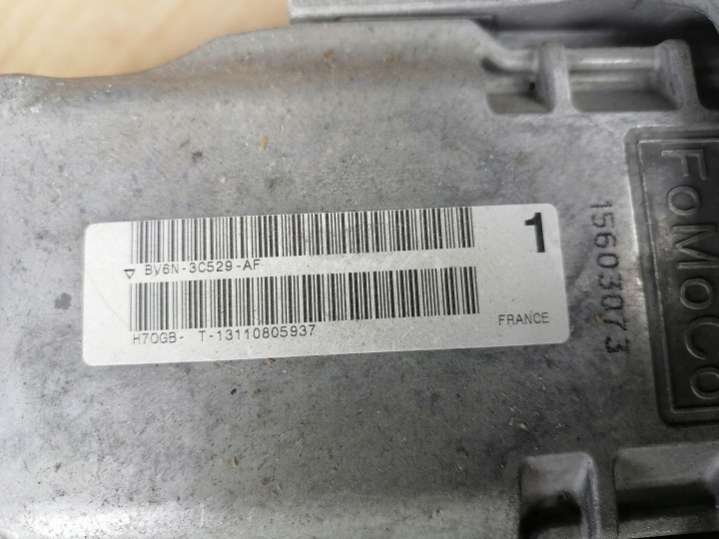 BV6N-3C529-AF
H70GB- T-13110805937
1
FRANCE
15603073
FoMoCo